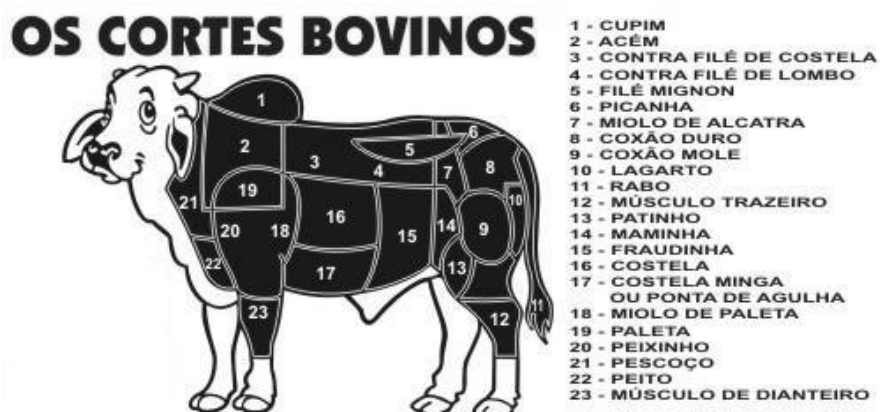 OS CORTES BOVINOS
1 - CUPIM
2 - ACÉM
3 - CONTRA FILÉ DE COSTELA
4 - CONTRA FILÉ DE LOMBO
5 - FILÉ MIGNON
6 - PICANHA
7 - MIOLO DE ALCATRA
8 - COXÃO DURO
9 - COXÃO MOLE
10 - LAGARTO
11 - RABO
12 - MÚSCULO TRAZEIRO
13 - PATINHO
14 - MAMINHA
15 - FRAUDINHA
16 - COSTELA
17 - COSTELA MINGA
OU PONTA DE AGULHA
18 - MIOLO DE PALETA
19 - PALETA
20 - PEIXINHO
21 - PESCOÇO
22 - PEITO
23 - MÚSCULO DE DIANTEIRO
1
2
3
4
5
6
7
8
9
10
11
12
13
14
15
16
17
18
19
20
21
22
23